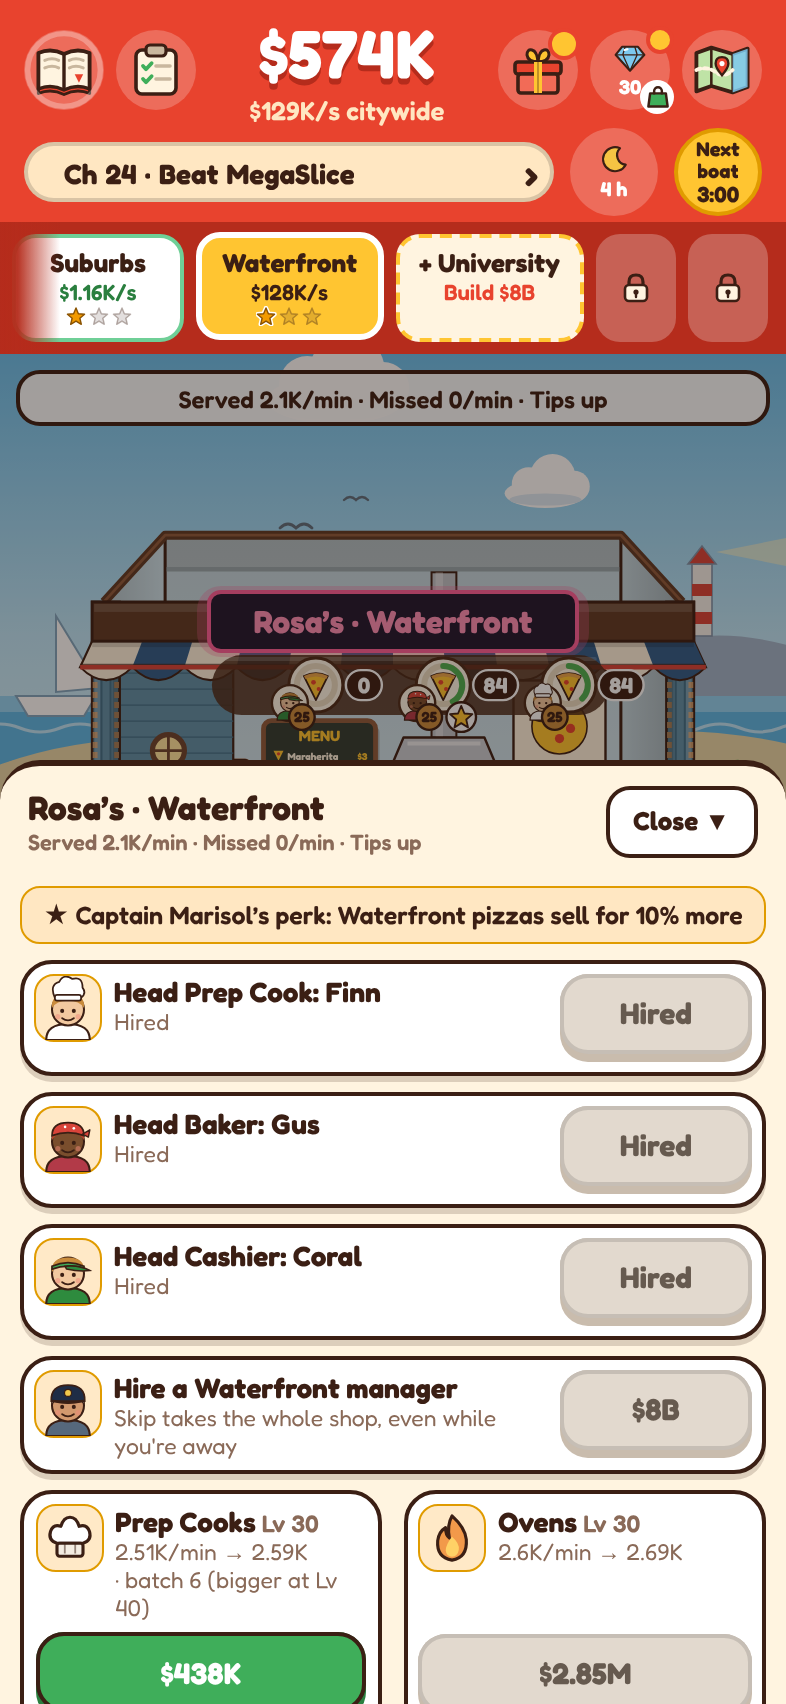 $574K
$129K/s citywide
30
Ch 24 · Beat MegaSlice
4 h
Next
boat
3:00
Suburbs
$1.16K/s
Waterfront
$128K/s
+ University
Build $8B
Served 2.1K/min · Missed 0/min · Tips up
Rosa's · Waterfront
0
84
84
25
25
25
MENU
Margherita $3
Rosa's · Waterfront
Served 2.1K/min · Missed 0/min · Tips up
Close ▼
★ Captain Marisol's perk: Waterfront pizzas sell for 10% more
Head Prep Cook: Finn
Hired
Hired
Head Baker: Gus
Hired
Hired
Head Cashier: Coral
Hired
Hired
Hire a Waterfront manager
Skip takes the whole shop, even while
you're away
$8B
Prep Cooks Lv 30
2.51K/min → 2.59K
· batch 6 (bigger at Lv
40)
$438K
Ovens Lv 30
2.6K/min → 2.69K
$2.85M